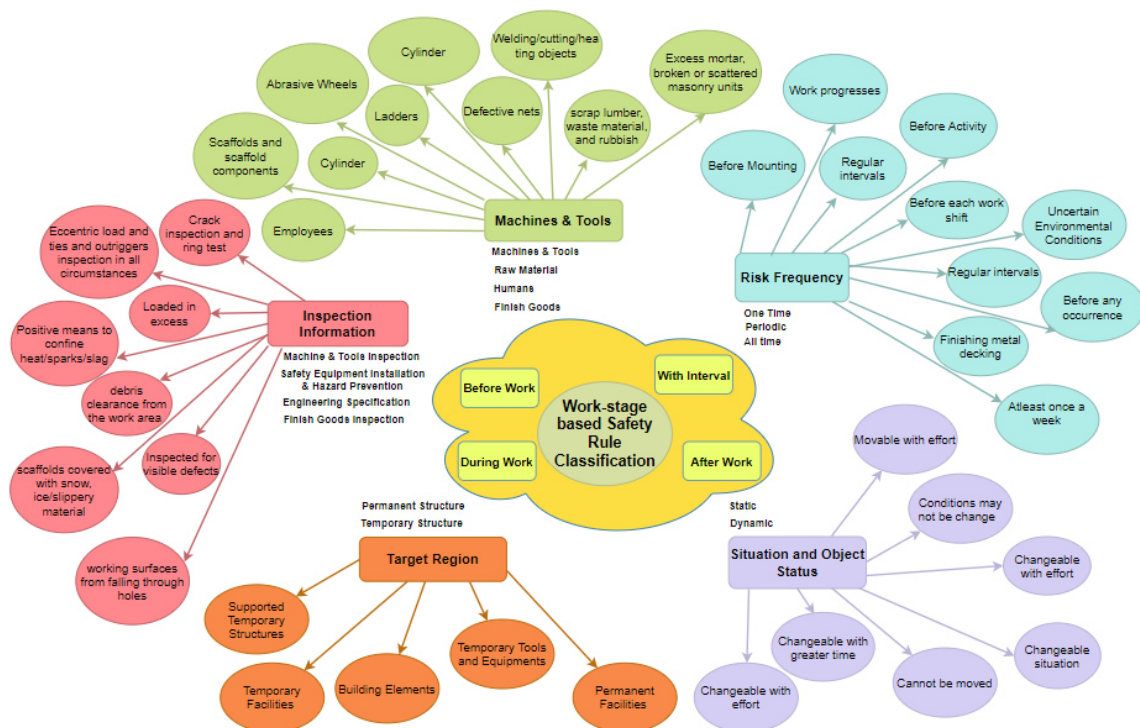 Welding/cutting/hea
ting objects
Cylinder
Excess mortar,
broken or scattered
masonry units
Abrasive Wheels
Ladders
Defective nets
scrap lumber,
waste material,
and rubbish
Scaffolds and
scaffold
components
Cylinder
Employees
Machines & Tools
Machines & Tools
Raw Material
Humans
Finish Goods
Work progresses
Before Activity
Before Mounting
Regular
intervals
Before each work
shift
Uncertain
Environmental
Conditions
Regular intervals
Before any
occurrence
Finishing metal
decking
Atleast once a
week
Risk Frequency
One Time
Periodic
All time
Crack
inspection and
ring test
Eccentric load and
ties and outriggers
inspection in all
circumstances
Loaded in
excess
Positive means to
confine
heat/sparks/slag
debris
clearance from
the work area
Inspected for
visible defects
scaffolds covered
with snow,
ice/slippery
material
working surfaces
from falling through
holes
Inspection
Information
Machine & Tools Inspection
Safety Equipment Installation
& Hazard Prevention
Engineering Specification
Finish Goods Inspection
Before Work
With Interval
Work-stage
based Safety
Rule
Classification
During Work
After Work
Permanent Structure
Temporary Structure
Target Region
Supported
Temporary
Structures
Temporary
Facilities
Building Elements
Temporary Tools
and Equipments
Permanent
Facilities
Static
Dynamic
Situation and Object
Status
Movable with effort
Conditions may
not be change
Changeable
with effort
Changeable
situation
Cannot be
moved
Changeable with
greater time
Changeable with
effort